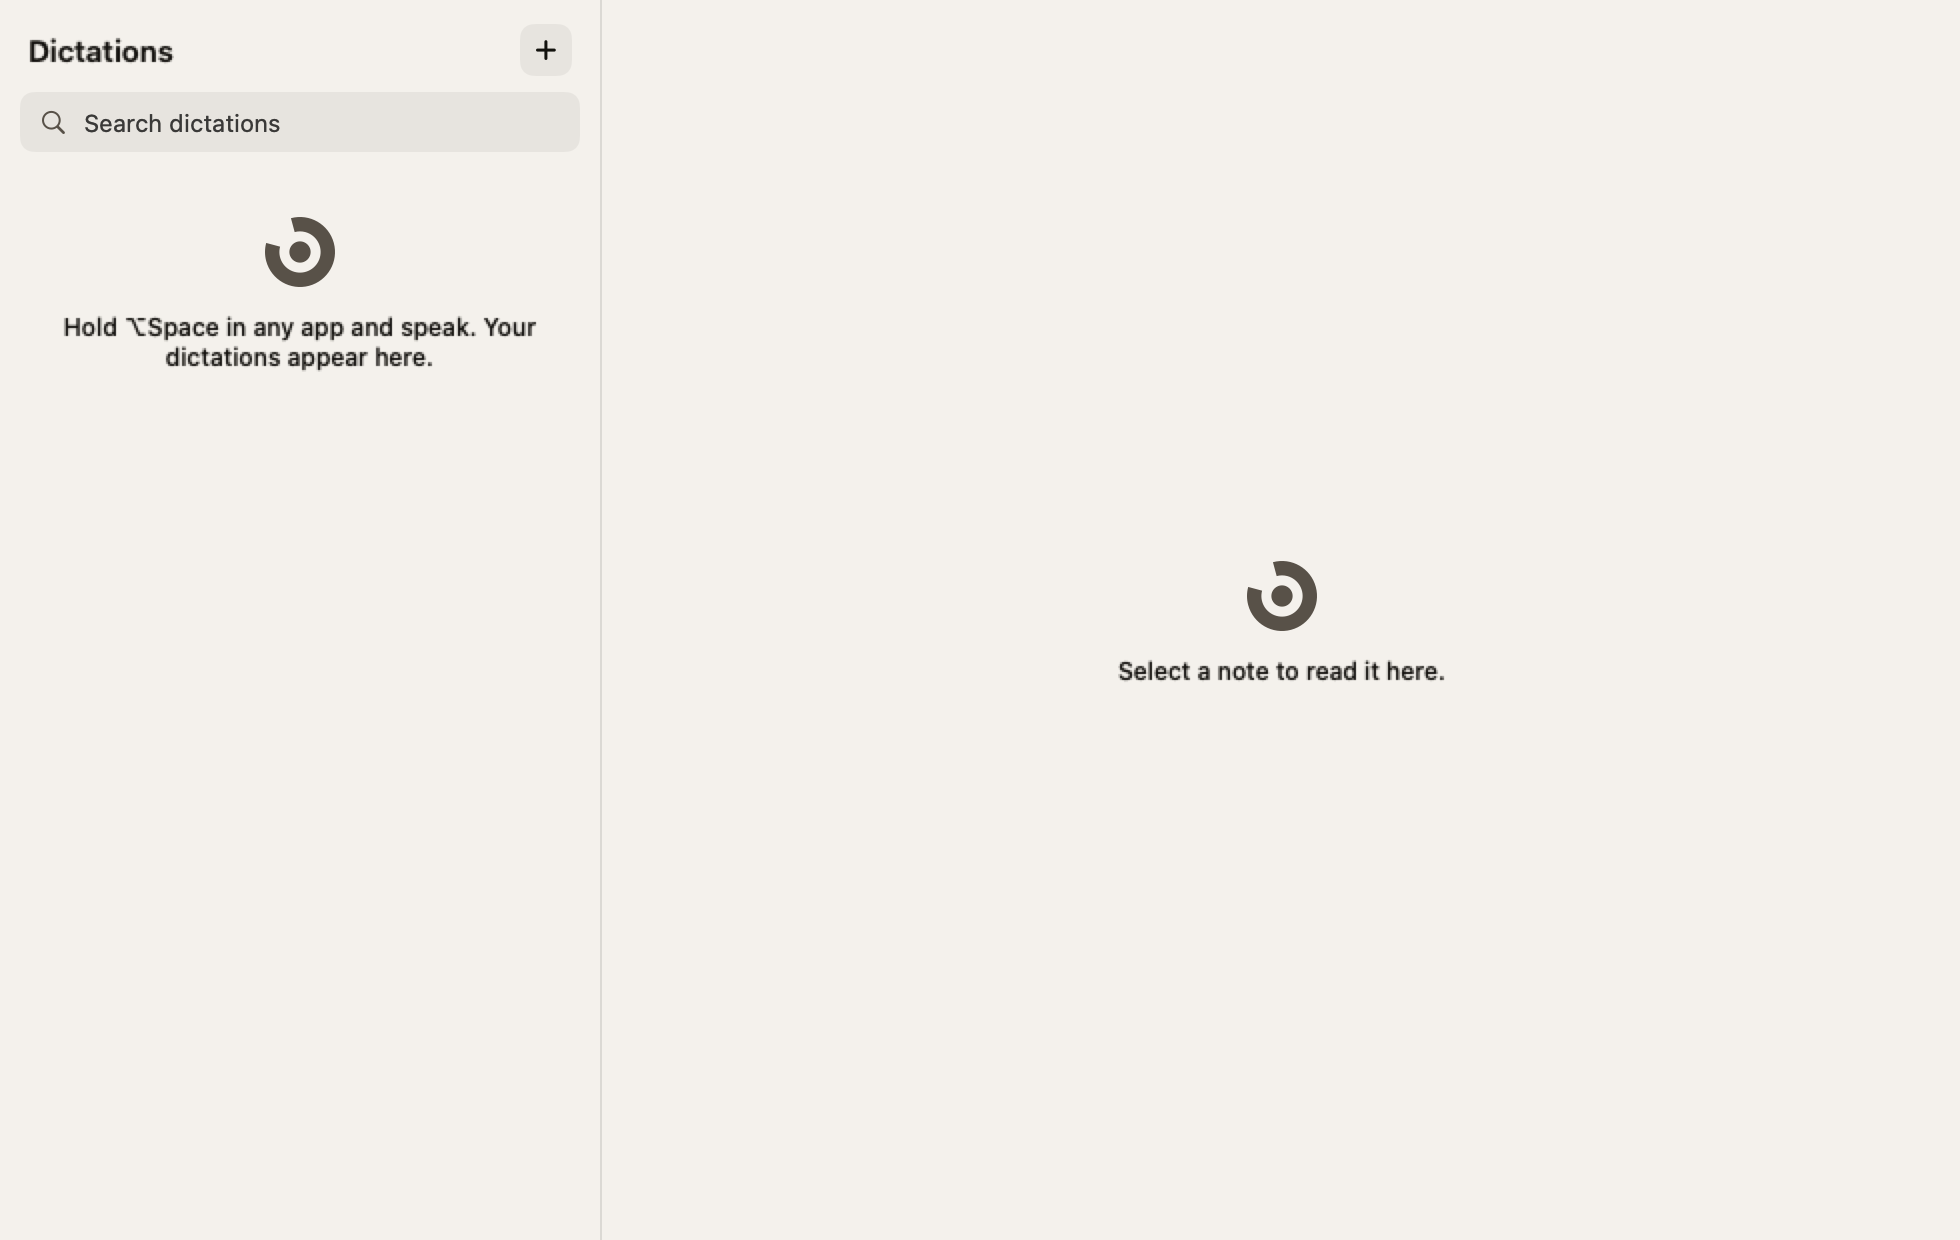 Dictations
Search dictations
Hold ⌥Space in any app and speak. Your
dictations appear here.
Select a note to read it here.